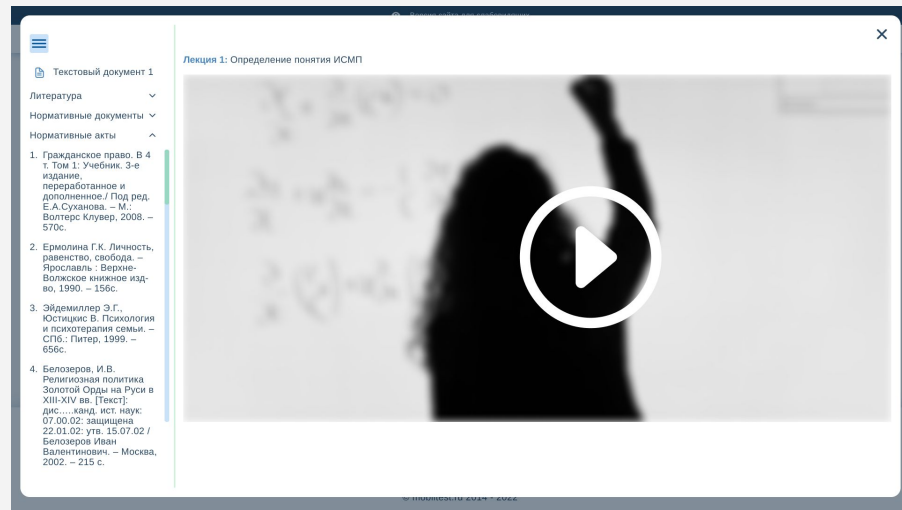 Версия сайта для слабовидящих
Текстовый документ 1
Литература
Нормативные документы
Нормативные акты
1. Гражданское право. В 4
т. Том 1: Учебник. 3-е
издание,
переработанное и
дополненное./ Под ред.
Е.А.Суханова. – М.:
Волтерс Клувер, 2008. –
570с.
2. Ермолина Г.К. Личность,
равенство, свобода. –
Ярославль : Верхне-
Волжское книжное изд-
во, 1990. – 156с.
3. Эйдемиллер Э.Г.,
Юстицкис В. Психология
и психотерапия семьи. –
СПб.: Питер, 1999. –
656с.
4. Белозеров, И.В.
Религиозная политика
Золотой Орды на Руси в
XIII-XIV вв. [Текст]:
дис.….канд. ист. наук:
07.00.02: защищена
22.01.02: утв. 15.07.02 /
Белозеров Иван
Валентинович. – Москва,
2002. – 215 с.
Лекция 1: Определение понятия ИСМП
© mobiltest.ru 2014 - 2022